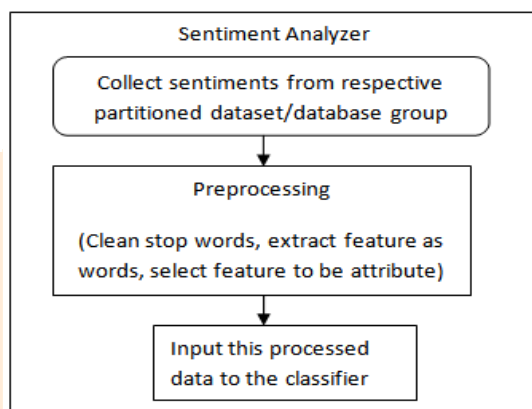 Sentiment Analyzer
Collect sentiments from respective
partitioned dataset/database group
Preprocessing
(Clean stop words, extract feature as
words, select feature to be attribute)
Input this processed
data to the classifier